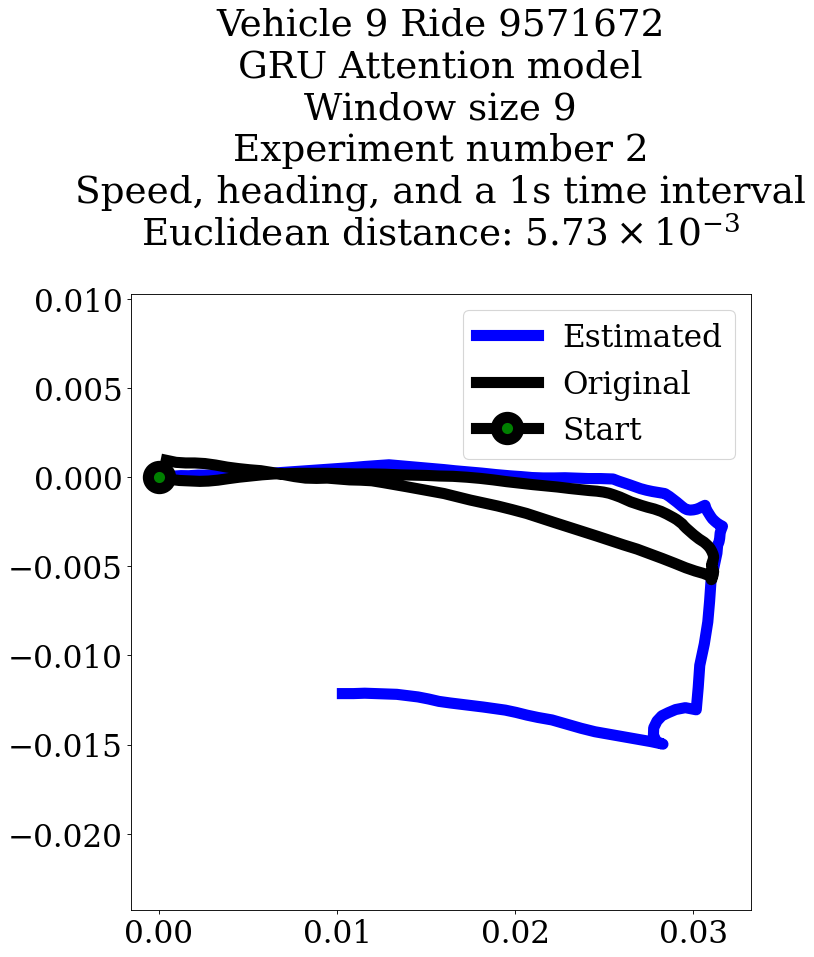 Vehicle 9 Ride 9571672
GRU Attention model
Window size 9
Experiment number 2
Speed, heading, and a 1s time interval
Euclidean distance: 5.73 × 10⁻³
0.010
Estimated
0.005
Original
Start
0.000
−0.005
−0.010
−0.015
−0.020
0.00 0.01 0.02 0.03